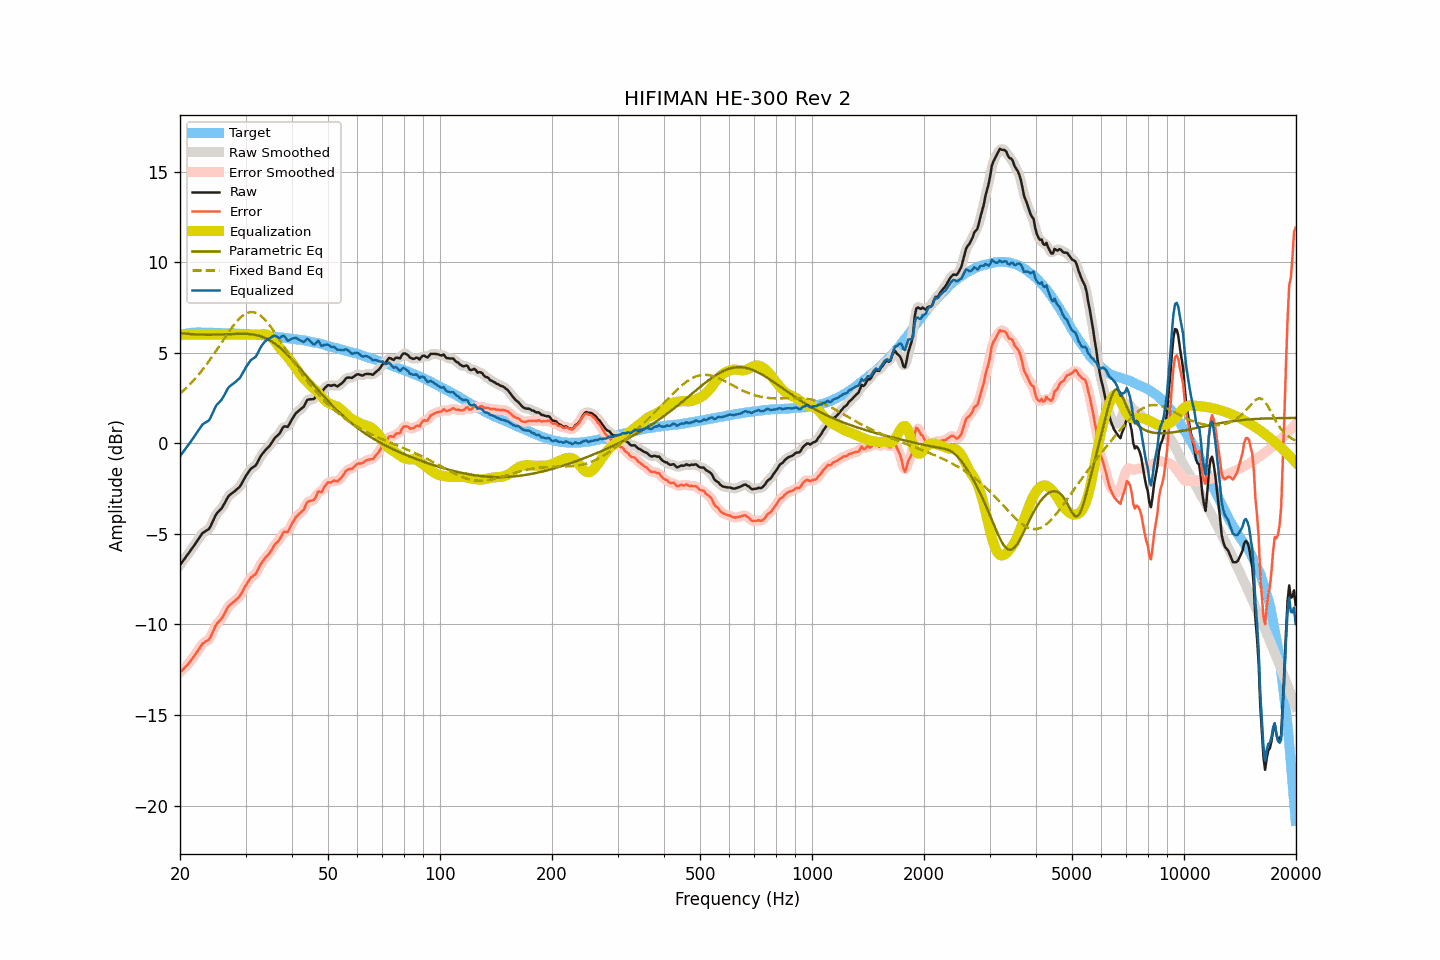 HIFIMAN HE-300 Rev 2
Target
Raw Smoothed
Error Smoothed
Raw
Error
Equalization
Parametric Eq
Fixed Band Eq
Equalized
15
10
5
0
−5
−10
−15
−20
Amplitude (dBr)
20 50 100 200 500 1000 2000 5000 10000 20000
Frequency (Hz)